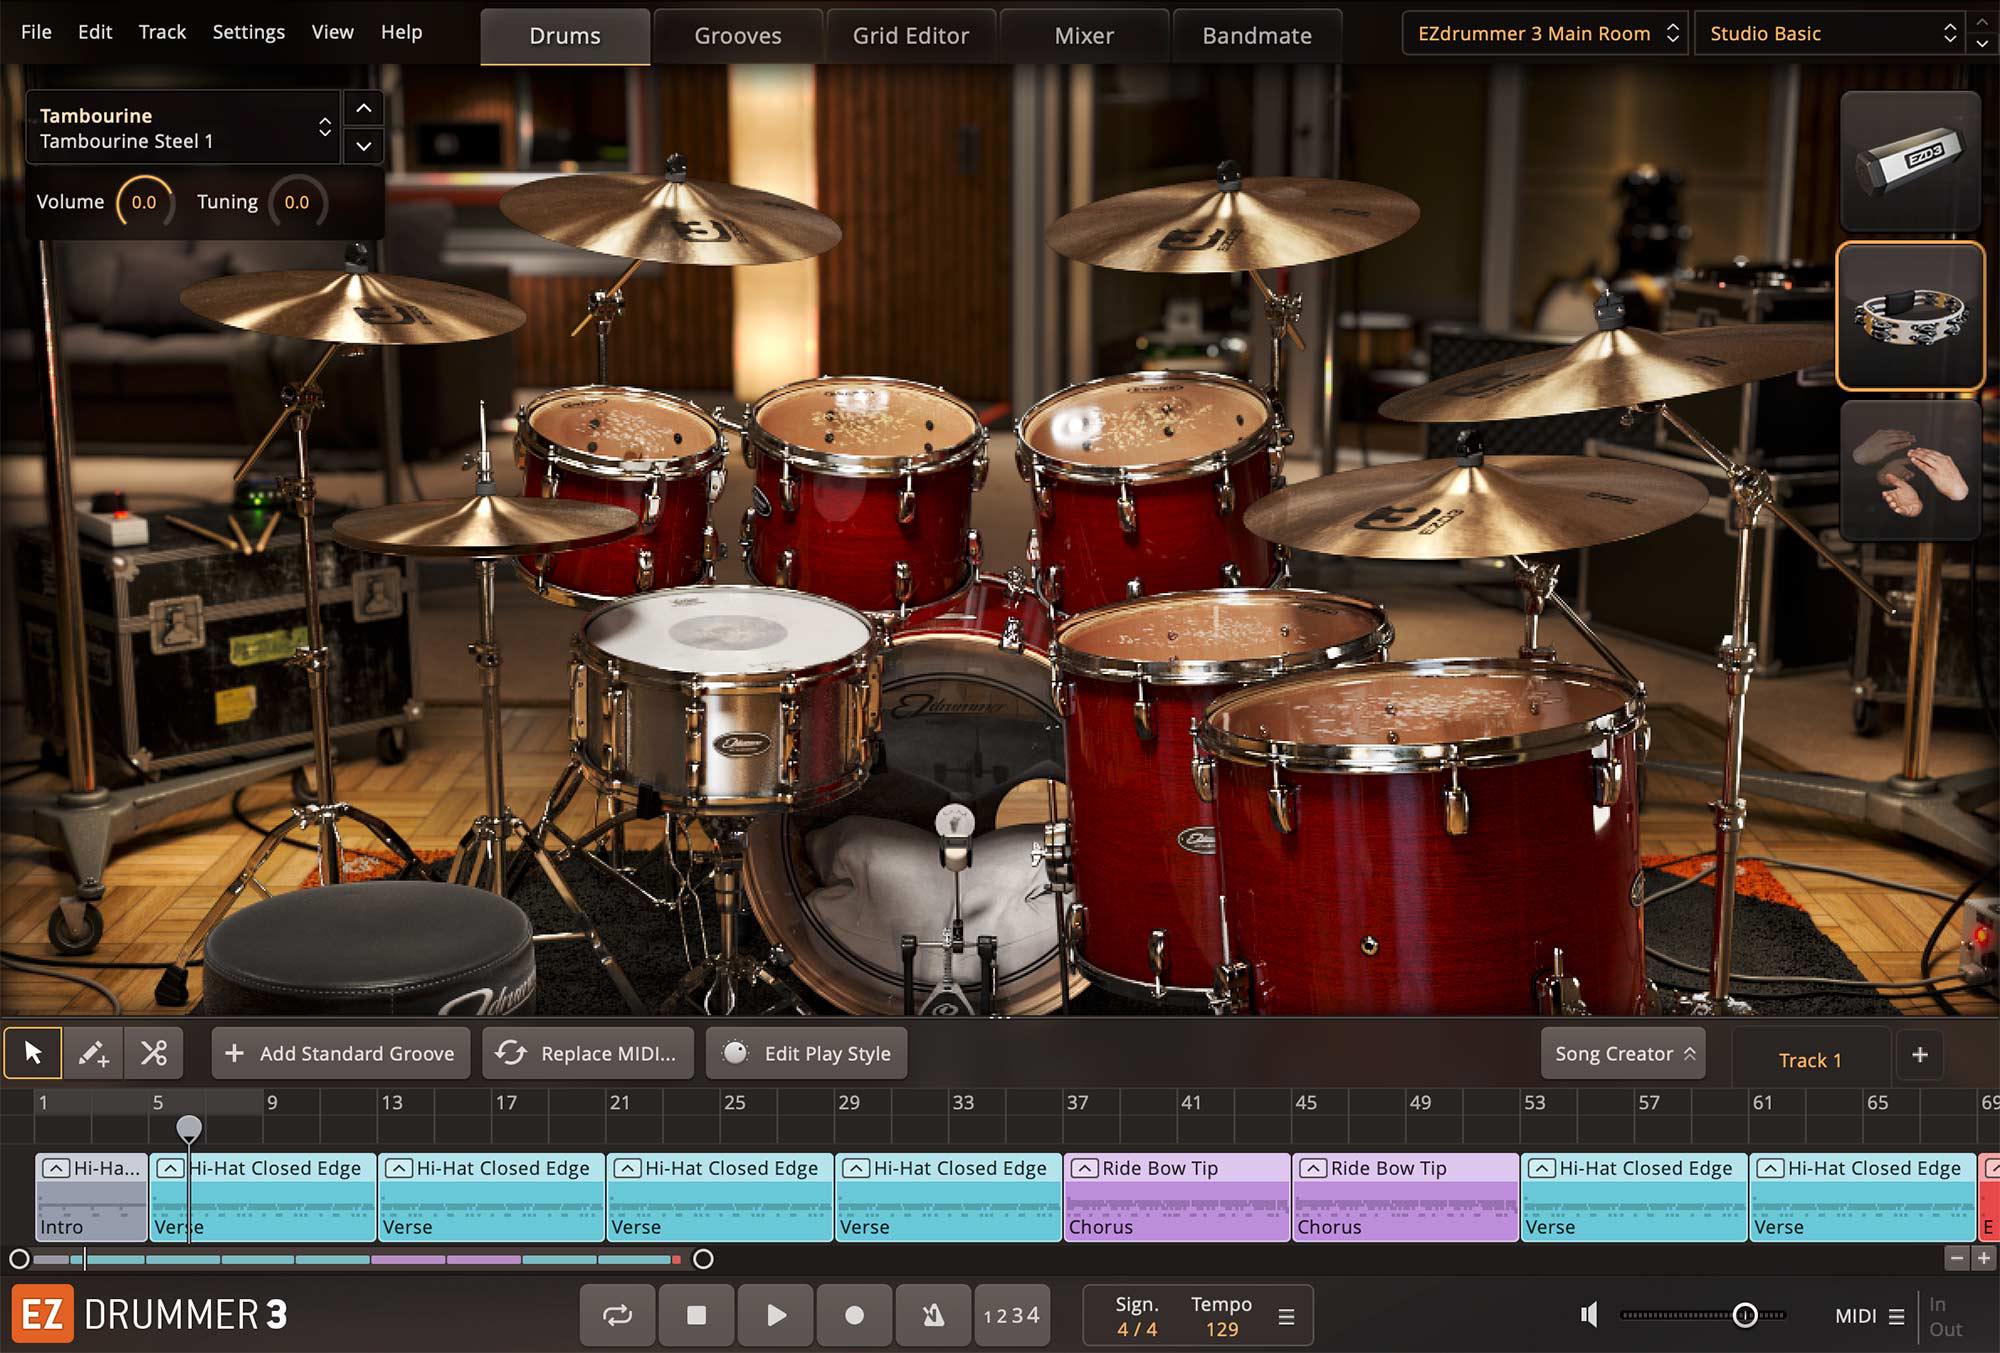 File Edit Track Settings View Help
Drums Grooves Grid Editor Mixer Bandmate
EZdrummer 3 Main Room Studio Basic
Tambourine
Tambourine Steel 1
Volume 0.0 Tuning 0.0
EZD3
EZdrummer
Add Standard Groove Replace MIDI... Edit Play Style Song Creator Track 1
1 5 9 13 17 21 25 29 33 37 41 45 49 53 57 61 65 69
Hi-Ha... Hi-Hat Closed Edge Hi-Hat Closed Edge Hi-Hat Closed Edge Hi-Hat Closed Edge Ride Bow Tip Ride Bow Tip Hi-Hat Closed Edge Hi-Hat Closed Edge
Intro Verse Verse Verse Verse Chorus Chorus Verse Verse E
EZ DRUMMER 3
1234
Sign. Tempo
4 / 4 129
MIDI In
Out